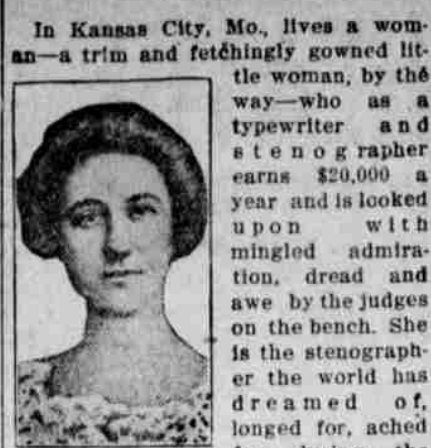 In Kansas City, Mo., lives a wom-
an—a trim and fetchingly gowned lit-
tle woman, by the
way—who as a
typewriter and
stenographer
earns $20,000 a
year and is looked
upon with
mingled admira-
tion, dread and
awe by the judges
on the bench. She
is the stenograph-
er the world has
dreamed of,
longed for, ached